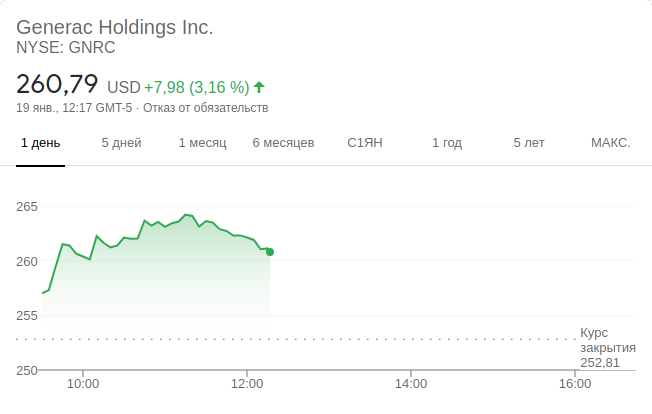 Generac Holdings Inc.
NYSE: GNRC
260,79 USD +7,98 (3,16 %)
19 янв., 12:17 GMT-5 · Отказ от обязательств
1 день 5 дней 1 месяц 6 месяцев С1ЯН 1 год 5 лет МАКС.
265
260
255
Курс
закрытия
252,81
250
10:00 12:00 14:00 16:00